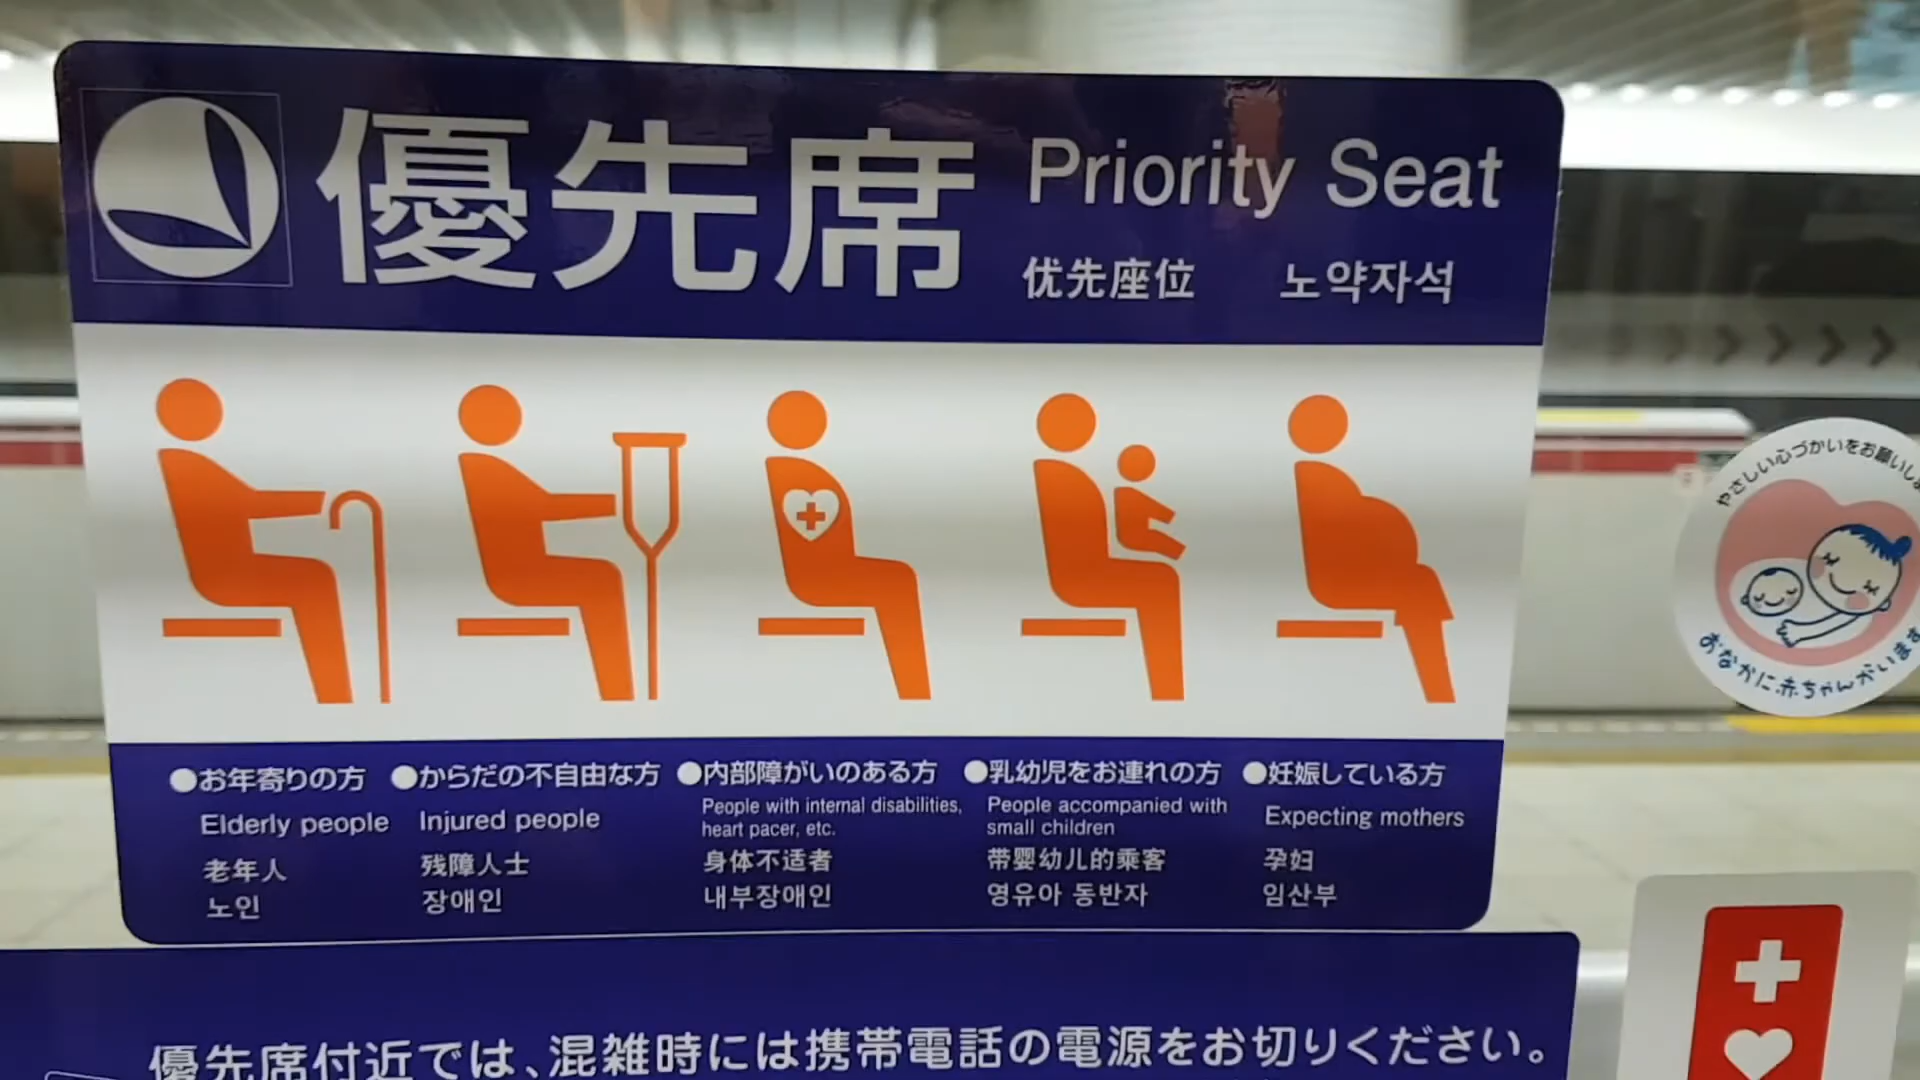 優先席 Priority Seat
优先座位 노약자석
●お年寄りの方
Elderly people
老年人
노인
●からだの不自由な方
Injured people
残障人士
장애인
●内部障がいのある方
People with internal disabilities,
heart pacer, etc.
身体不适者
내부장애인
●乳幼児をお連れの方
People accompanied with
small children
带婴幼儿的乘客
영유아 동반자
●妊娠している方
Expecting mothers
孕妇
임산부
やさしい心づかいをお願いしま
おなかに赤ちゃんがいます
優先席付近では、混雑時には携帯電話の電源をお切りください。